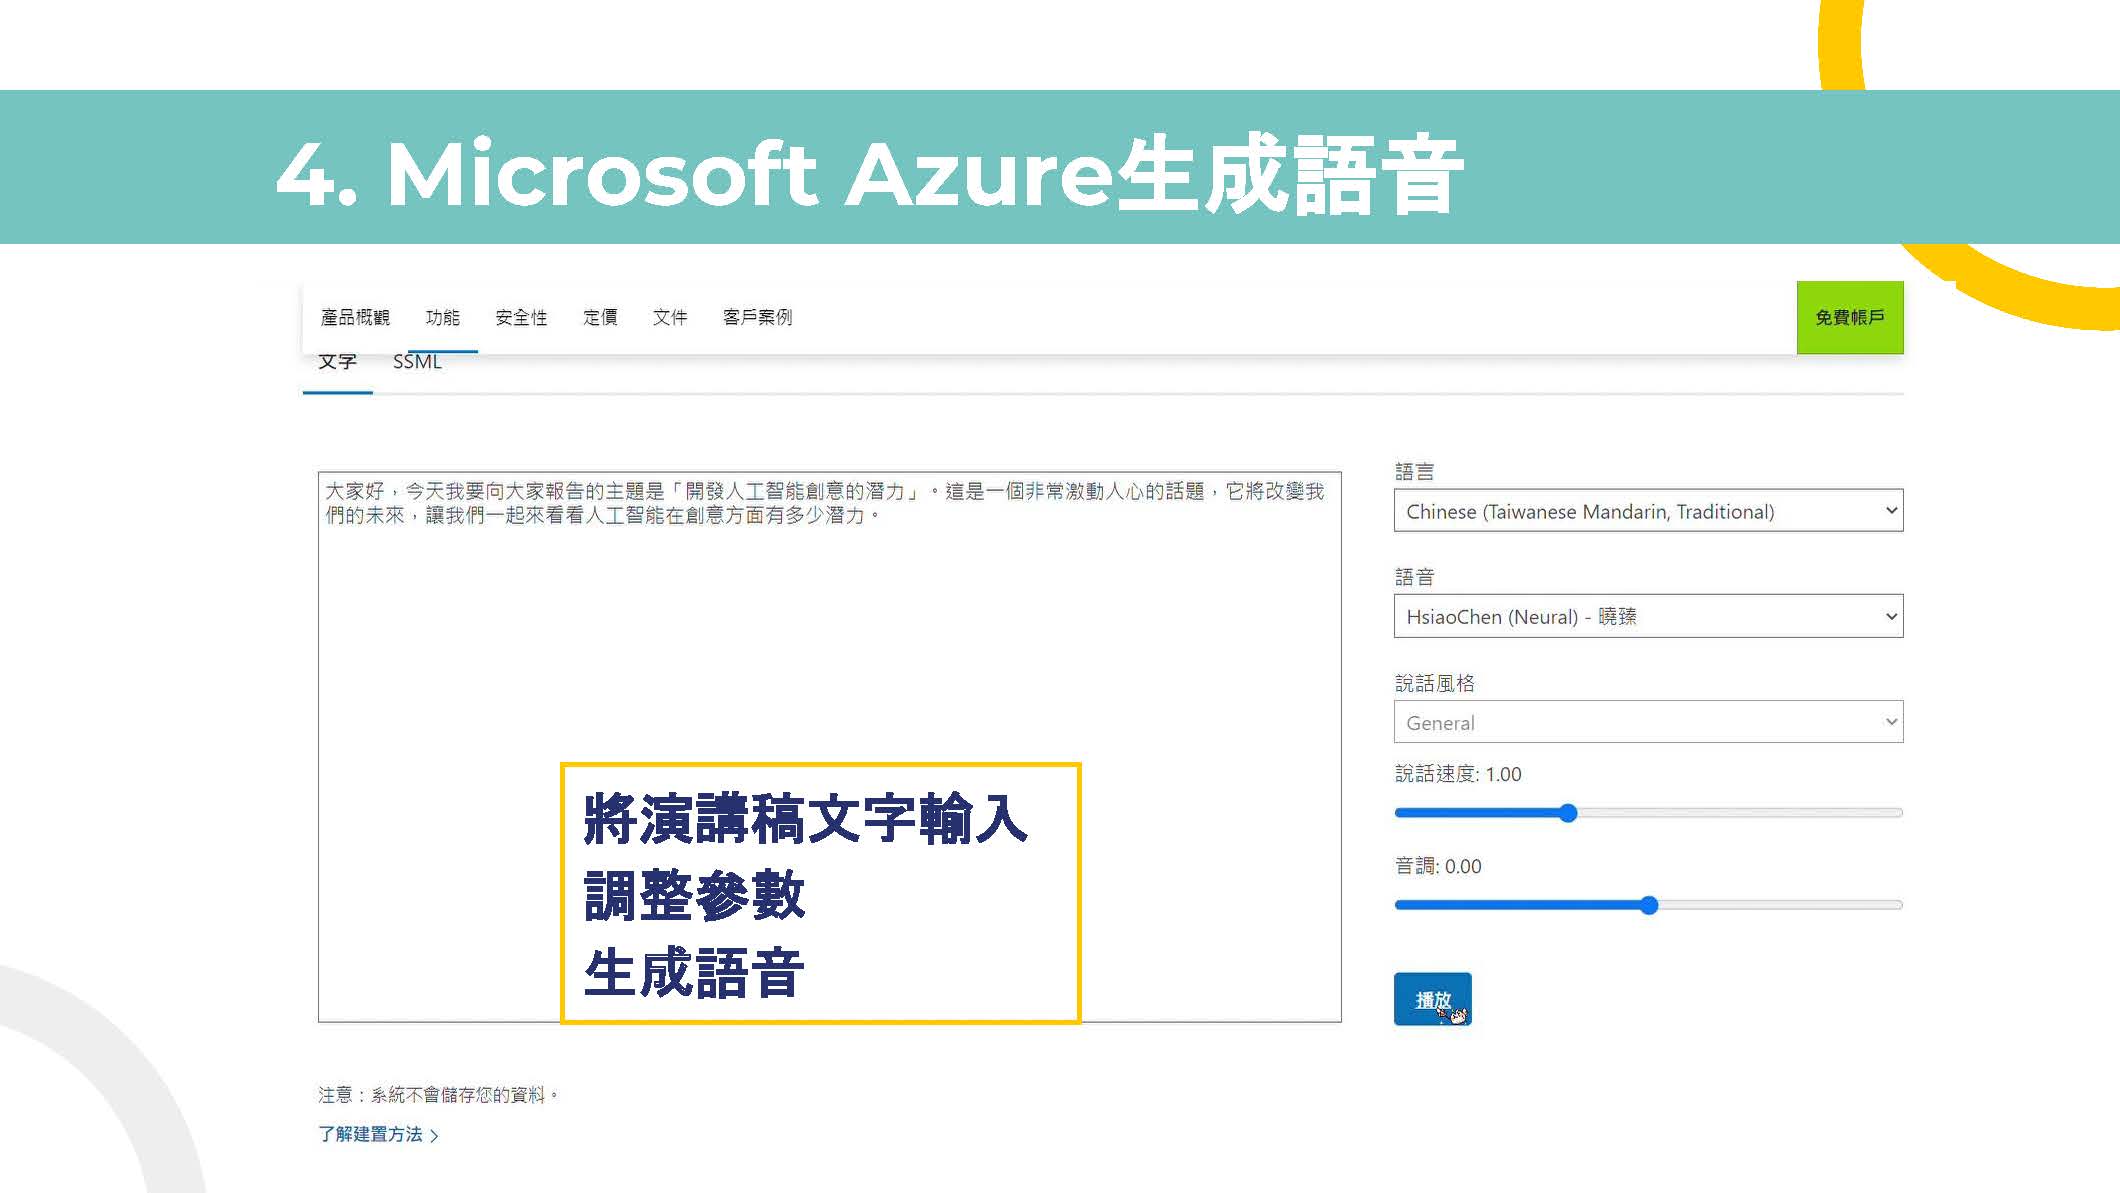 4. Microsoft Azure生成語音
產品概觀 功能 安全性 定價 文件 客戶案例 免費帳戶
文字 SSML
大家好，今天我要向大家報告的主題是「開發人工智能創意的潛力」。這是一個非常激動人心的話題，它將改變我
們的未來，讓我們一起來看看人工智能在創意方面有多少潛力。
將演講稿文字輸入
調整參數
生成語音
語言
Chinese (Taiwanese Mandarin, Traditional)
語音
HsiaoChen (Neural) - 曉臻
說話風格
General
說話速度: 1.00
音調: 0.00
播放
注意：系統不會儲存您的資料。
了解建置方法 >